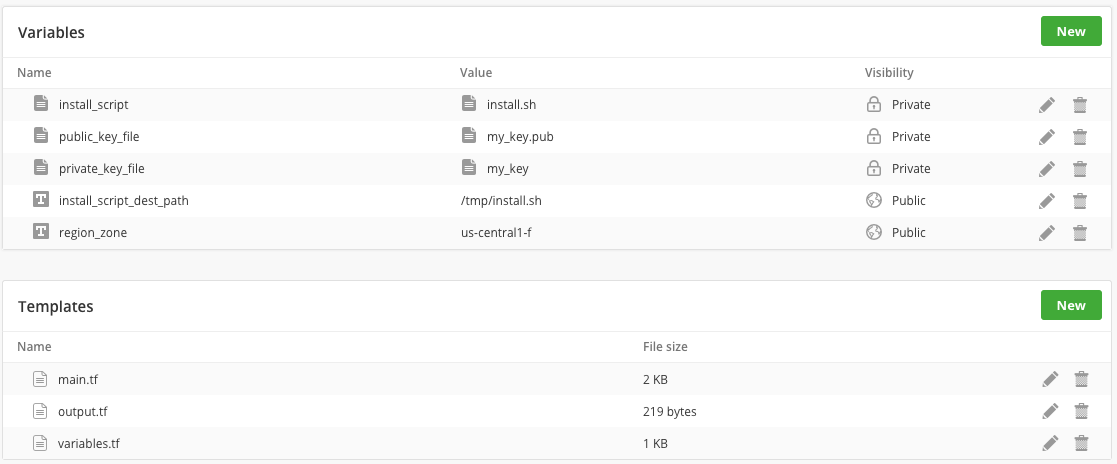 Variables New
Name Value Visibility
install_script install.sh Private
public_key_file my_key.pub Private
private_key_file my_key Private
T install_script_dest_path /tmp/install.sh Public
T region_zone us-central1-f Public
Templates New
Name File size
main.tf 2 KB
output.tf 219 bytes
variables.tf 1 KB